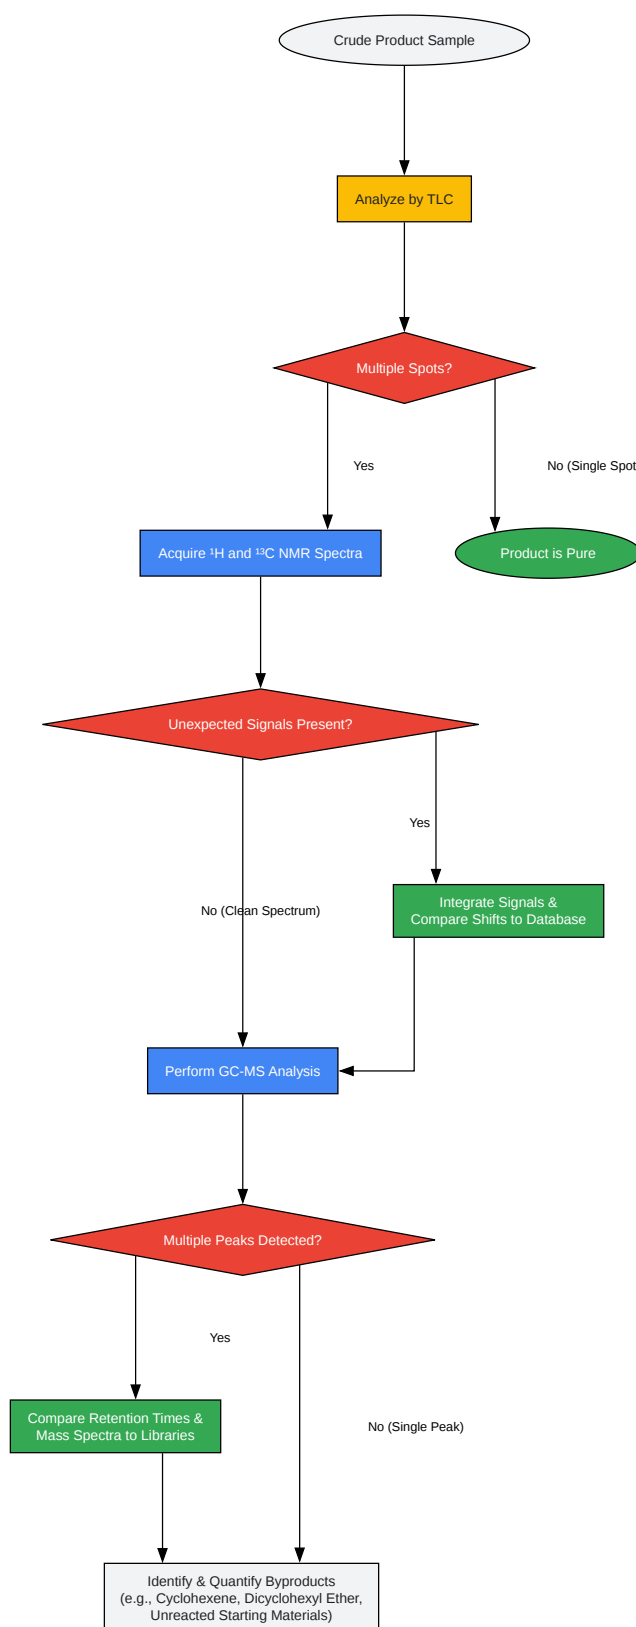 Crude Product Sample
Analyze by TLC
Multiple Spots?
Yes
No (Single Spot
Acquire ¹H and ¹³C NMR Spectra
Product is Pure
Unexpected Signals Present?
Yes
Integrate Signals &
Compare Shifts to Database
No (Clean Spectrum)
Perform GC-MS Analysis
Multiple Peaks Detected?
Yes
Compare Retention Times &
Mass Spectra to Libraries
No (Single Peak)
Identify & Quantify Byproducts
(e.g., Cyclohexene, Dicyclohexyl Ether,
Unreacted Starting Materials)